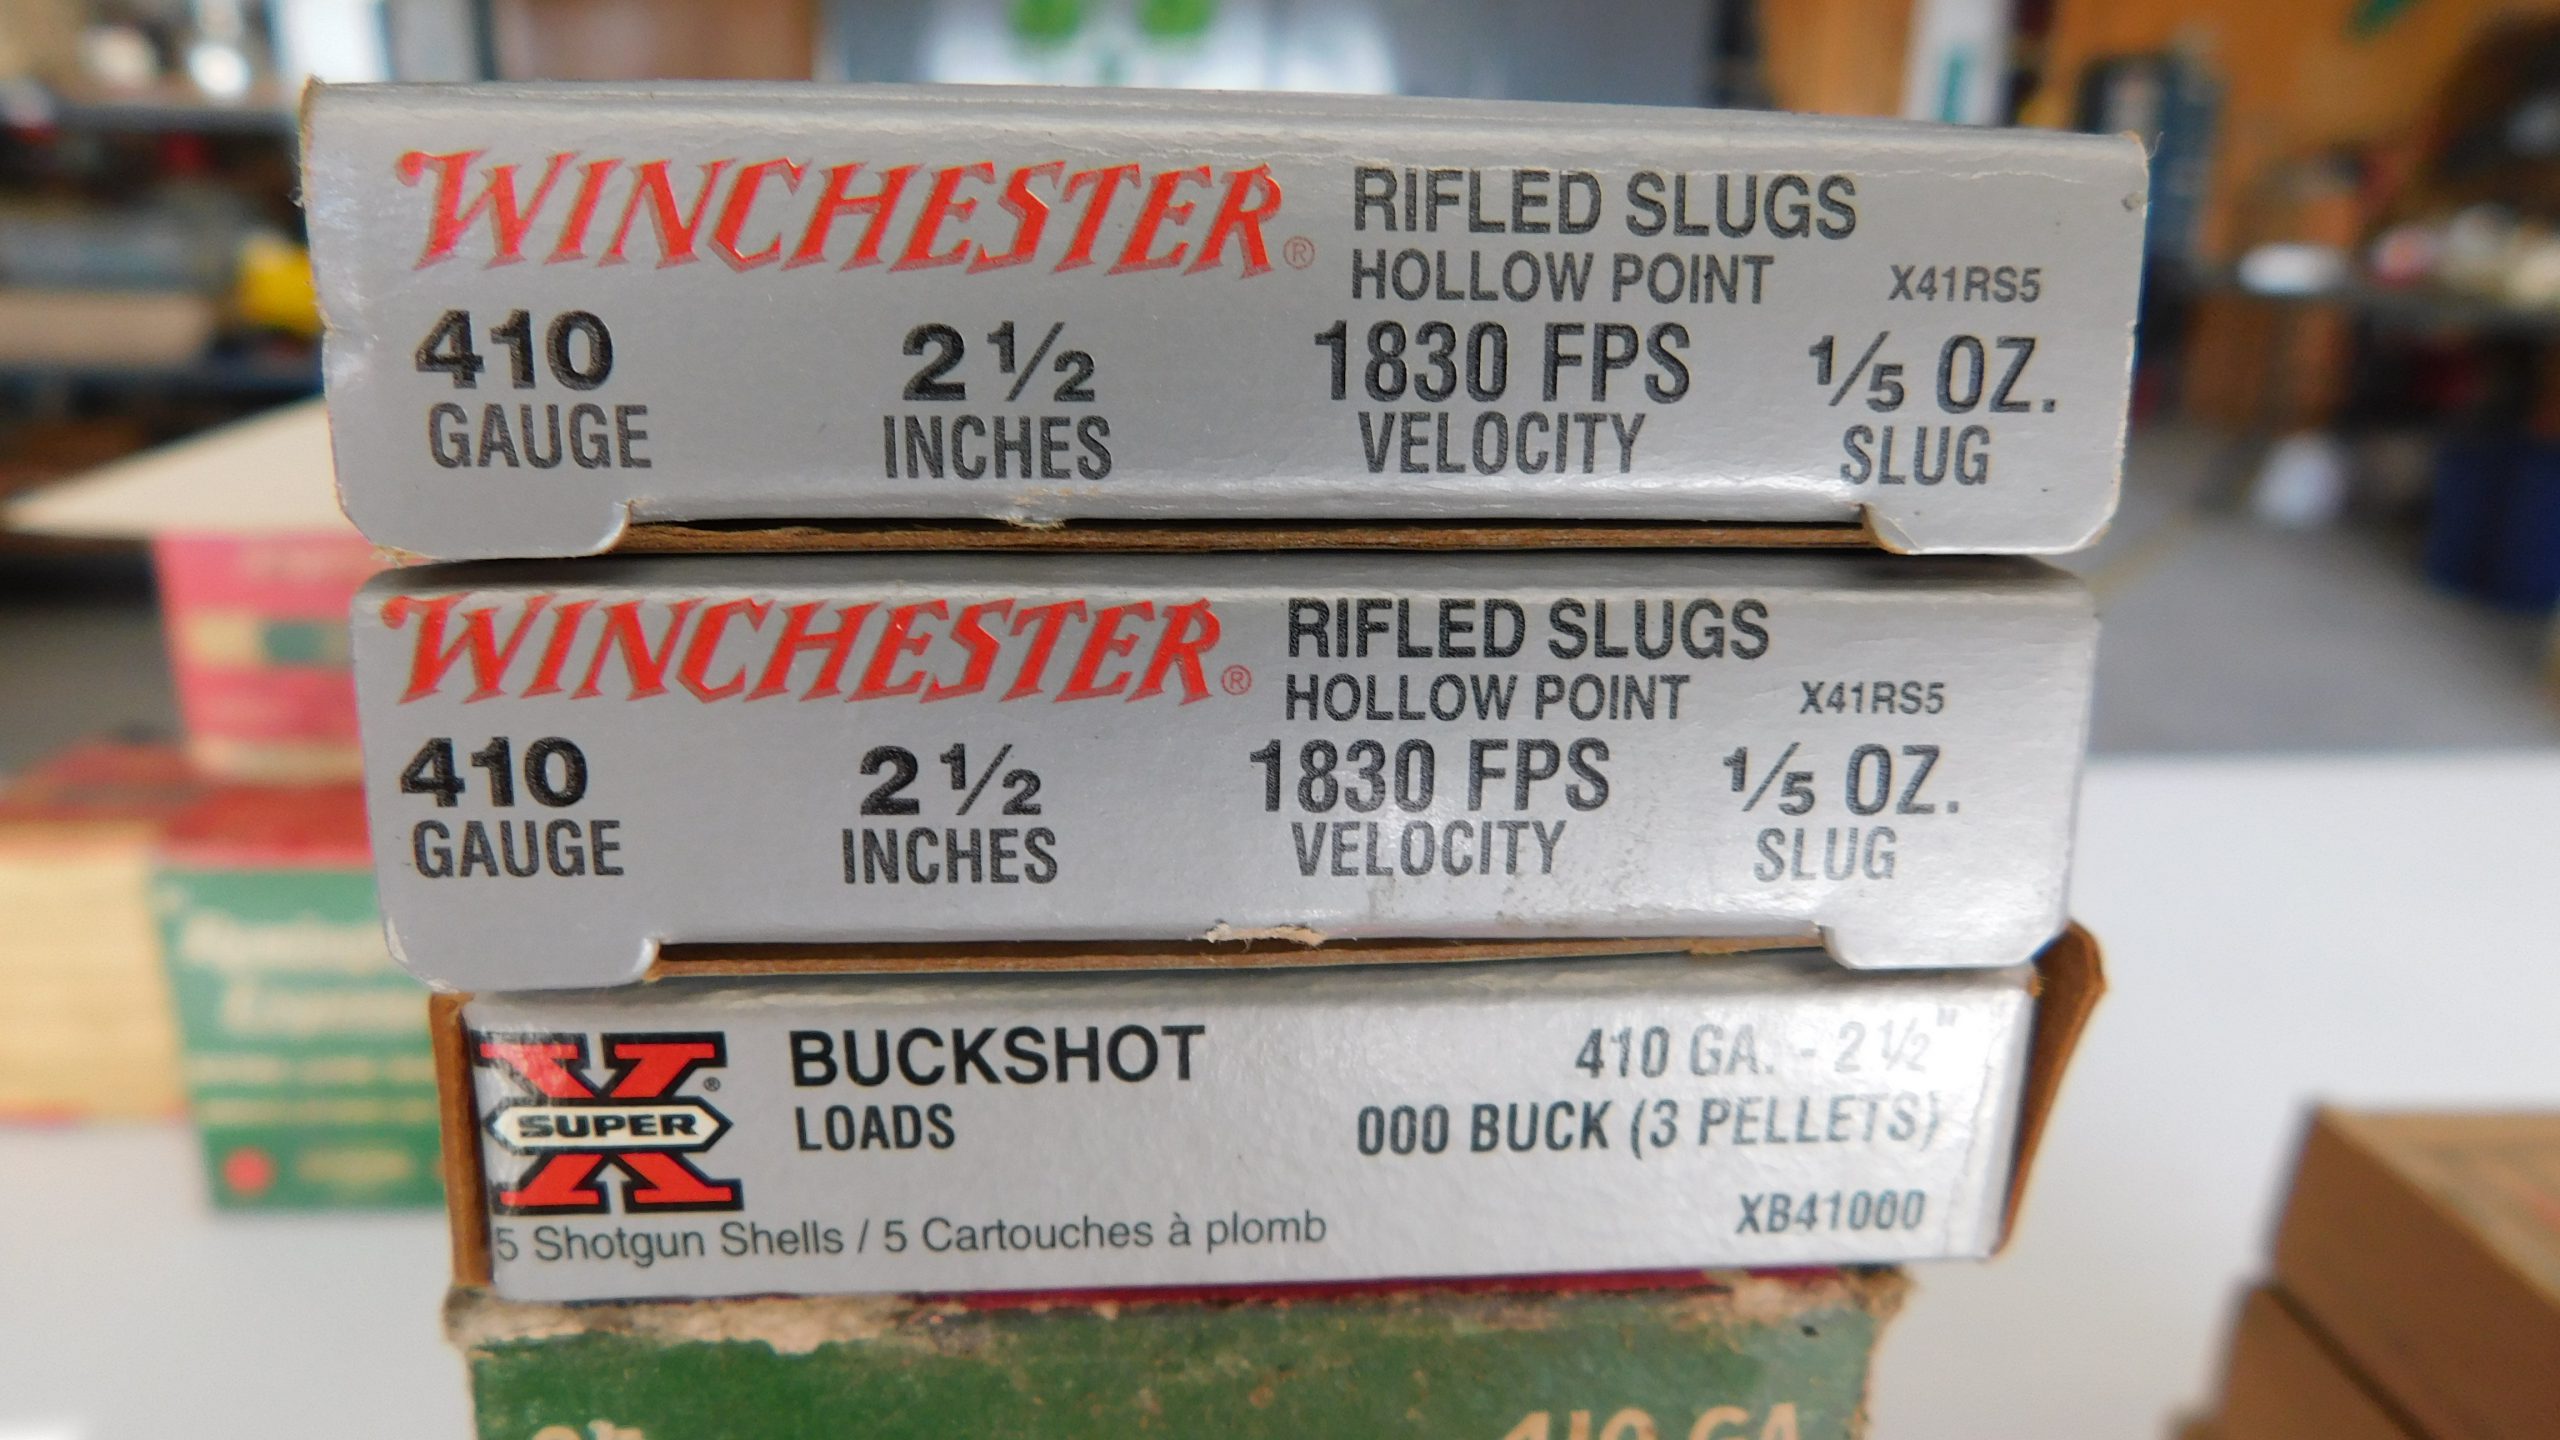 WINCHESTER® RIFLED SLUGS
HOLLOW POINT X41RS5
410 2 1/2 1830 FPS 1/5 OZ.
GAUGE INCHES VELOCITY SLUG
WINCHESTER® RIFLED SLUGS
HOLLOW POINT X41RS5
410 2 1/2 1830 FPS 1/5 OZ.
GAUGE INCHES VELOCITY SLUG
X® BUCKSHOT 410 GA. - 2 1/2"
SUPER LOADS 000 BUCK (3 PELLETS)
XB41000
5 Shotgun Shells / 5 Cartouches à plomb
410 GA